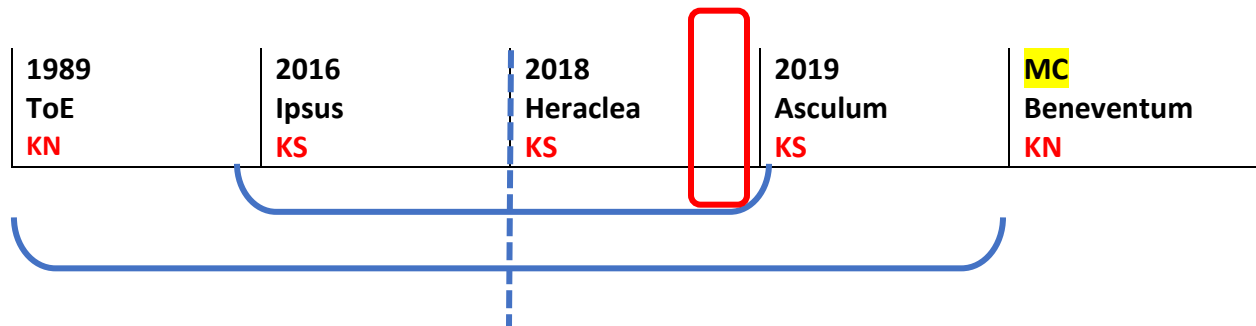 1989 2016 2018 2019 MC
ToE Ipsus Heraclea Asculum Beneventum
KN KS KS KS KN